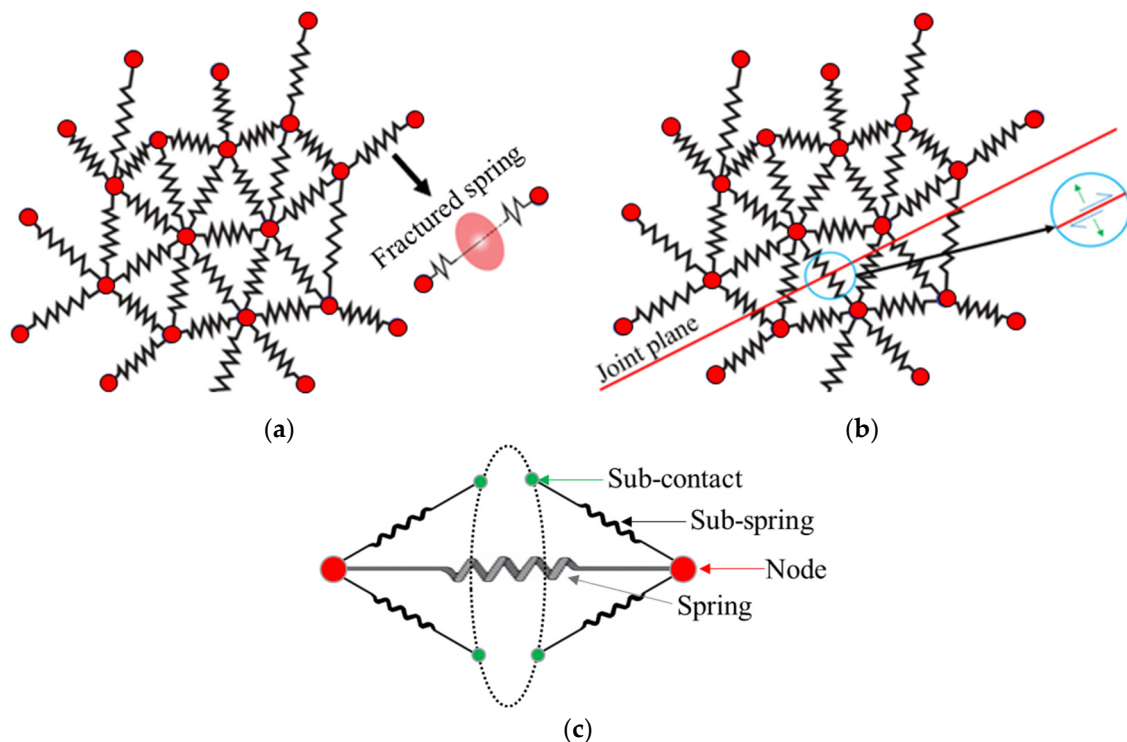 Fractured spring
(a)
Joint plane
(b)
Sub-contact
Sub-spring
Node
Spring
(c)